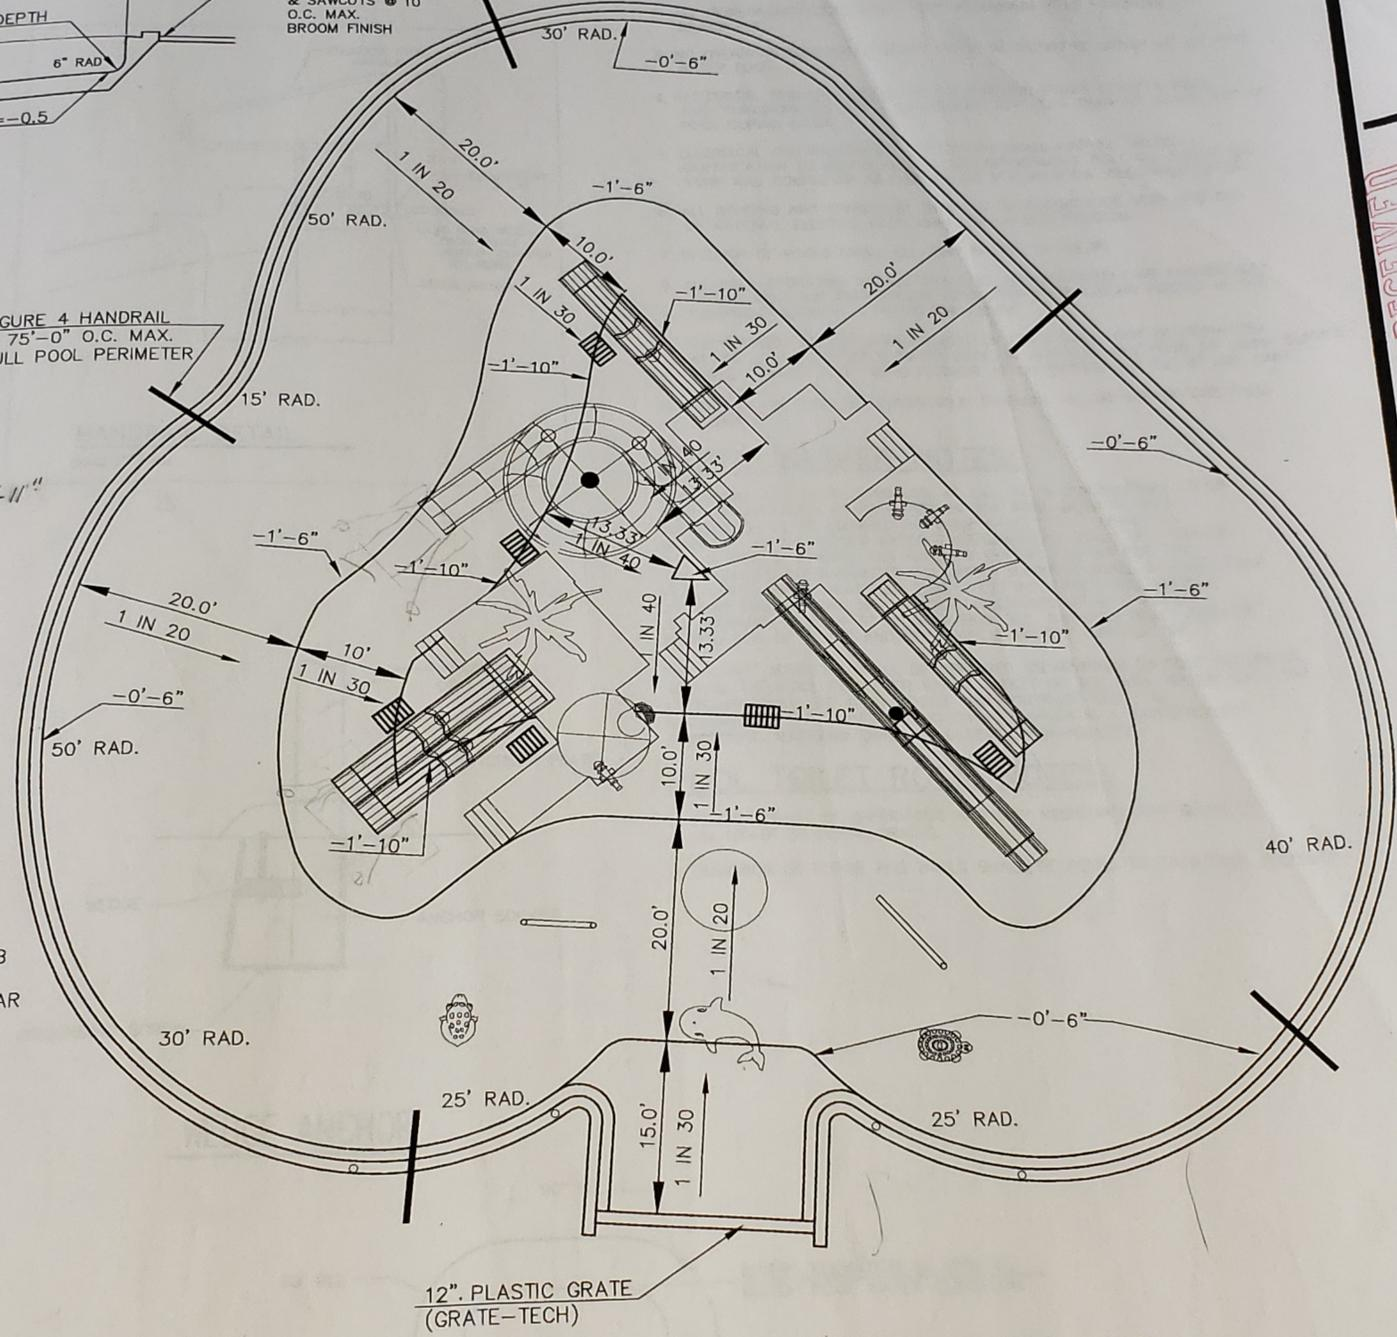 DEPTH
6" RAD
=-0.5
& SAWCUTS @ 10
O.C. MAX.
BROOM FINISH
30' RAD.
-0'-6"
20.0'
1 IN 20
-1'-6"
50' RAD.
10.0'
1 IN 30
-1'-10"
1 IN 30
10.0'
20.0'
1 IN 20
GURE 4 HANDRAIL
75'-0" O.C. MAX.
ULL POOL PERIMETER
-1'-10"
15' RAD.
-0'-6"
1 IN 40
13.33'
-11"
13.33'
1 IN 40
-1'-6"
-1'-6"
-1'-10"
-1'-6"
20.0'
1 IN 20
1 IN 40
13.33'
-1'-10"
10'
1 IN 30
-0'-6"
50' RAD.
-1'-10"
10.0'
1 IN 30
-1'-6"
-1'-10"
40' RAD.
20.0'
1 IN 20
AR
-0'-6"
30' RAD.
25' RAD.
25' RAD.
15.0'
1 IN 30
12". PLASTIC GRATE
(GRATE-TECH)